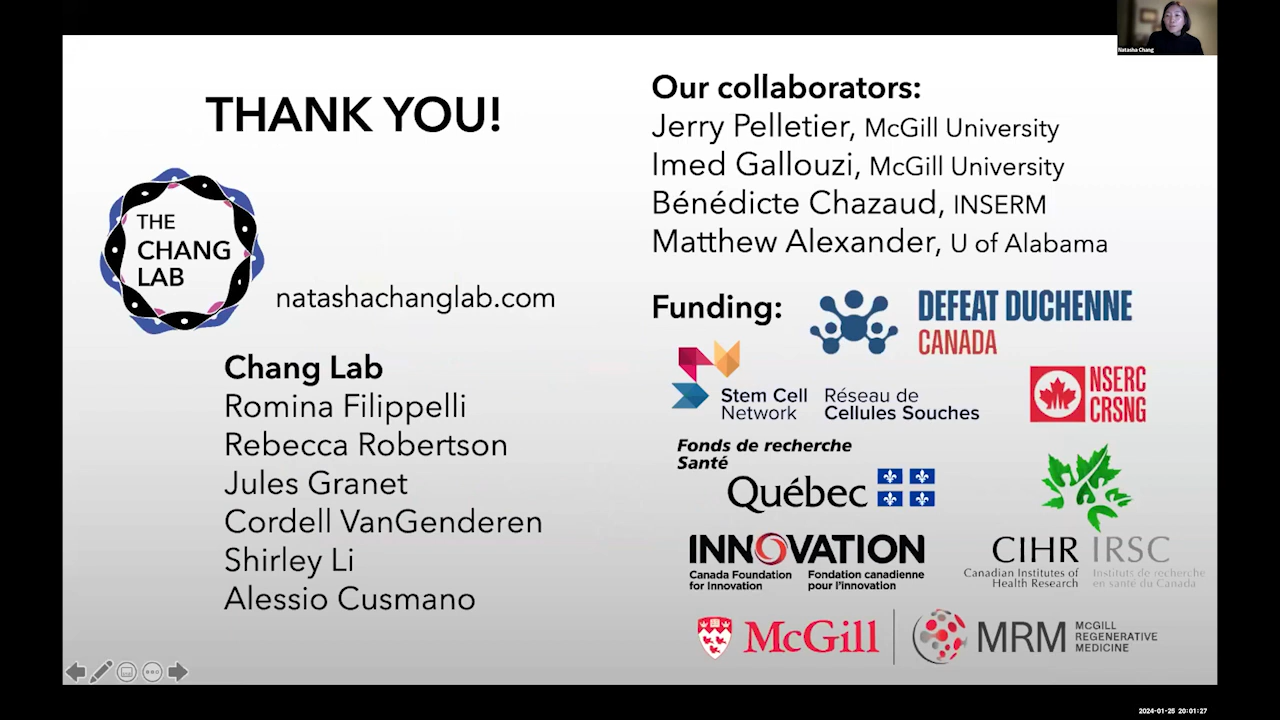 Natasha Chang
THANK YOU!
THE
CHANG
LAB
natashachanglab.com
Chang Lab
Romina Filippelli
Rebecca Robertson
Jules Granet
Cordell VanGenderen
Shirley Li
Alessio Cusmano
Our collaborators:
Jerry Pelletier, McGill University
Imed Gallouzi, McGill University
Bénédicte Chazaud, INSERM
Matthew Alexander, U of Alabama
Funding:
DEFEAT DUCHENNE
CANADA
Stem Cell
Network
Réseau de
Cellules Souches
NSERC
CRSNG
Fonds de recherche
Santé
Québec
INNOVATION
Canada Foundation
for Innovation
Fondation canadienne
pour l'innovation
CIHR IRSC
Canadian Institutes of
Health Research
Instituts de recherche
en santé du Canada
McGill
MRM
MCGILL
REGENERATIVE
MEDICINE
2024-01-25 20:01:27